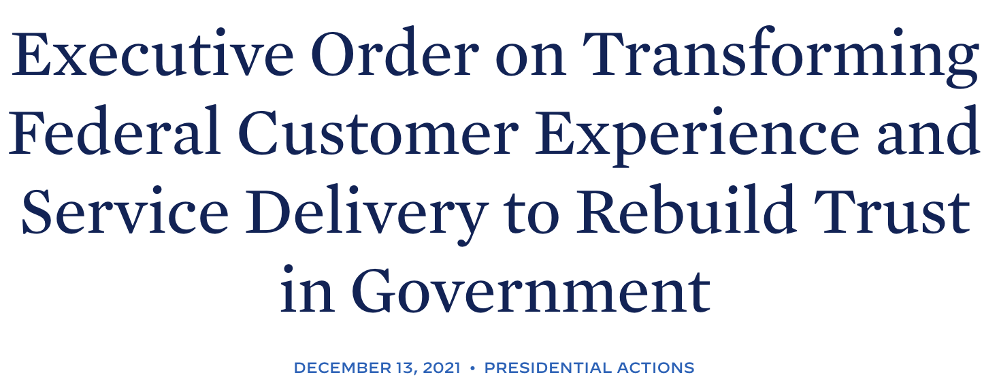 Executive Order on Transforming
Federal Customer Experience and
Service Delivery to Rebuild Trust
in Government
DECEMBER 13, 2021 • PRESIDENTIAL ACTIONS